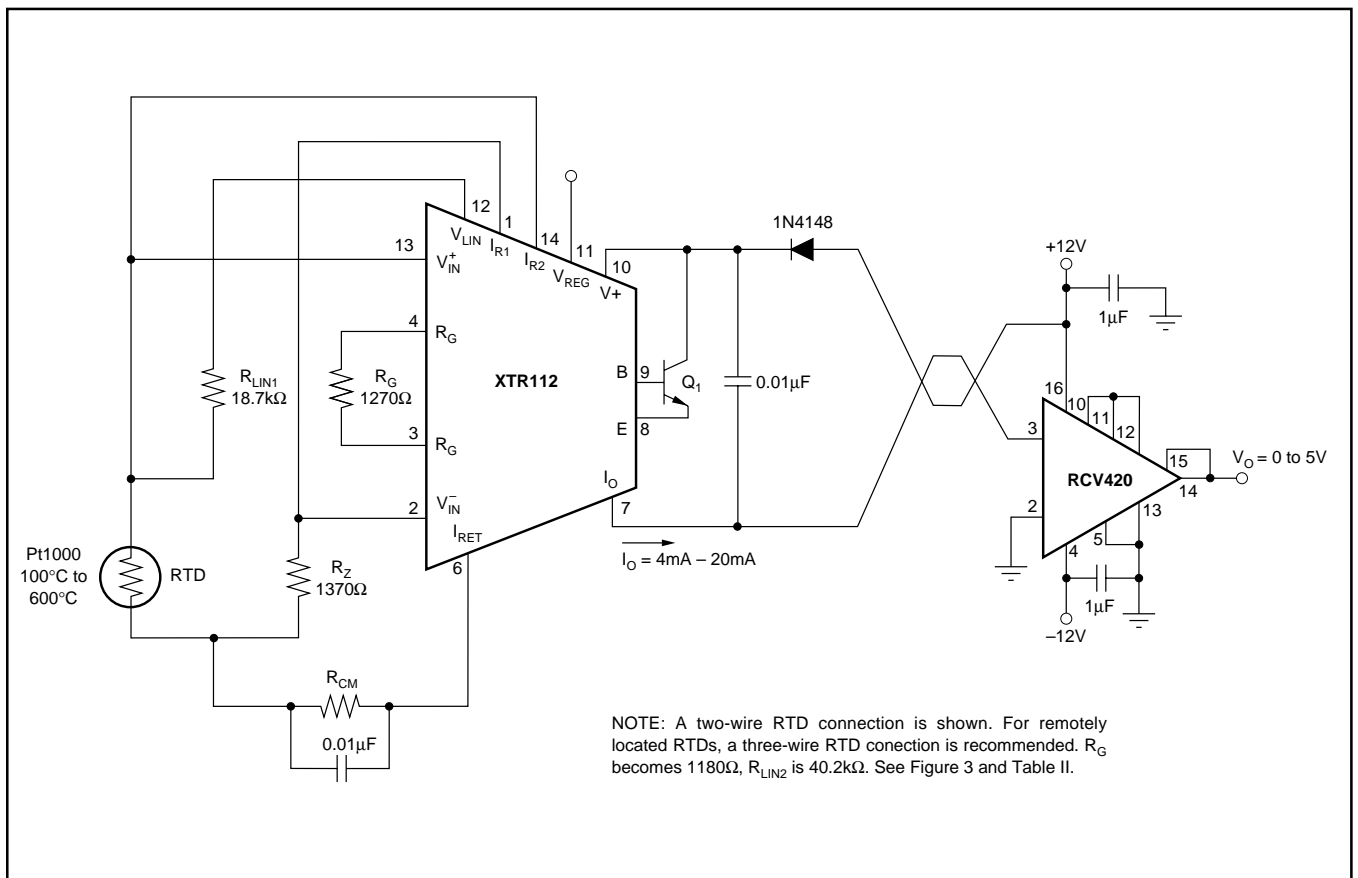 12
1
14
11
10
13
V_LIN
I_R1
I_R2
V_REG
V+
V⁺_IN
4
R_G
R_LIN1
18.7kΩ
R_G
1270Ω
XTR112
B
9
Q₁
E
8
3
R_G
I_O
7
2
V⁻_IN
I_RET
6
I_O = 4mA – 20mA
0.01µF
1N4148
Pt1000
100°C to
600°C
RTD
R_Z
1370Ω
R_CM
0.01µF
+12V
1µF
16
10
11
12
3
15
RCV420
14
V_O = 0 to 5V
2
13
5
4
1µF
–12V
NOTE: A two-wire RTD connection is shown. For remotely
located RTDs, a three-wire RTD conection is recommended. R_G
becomes 1180Ω, R_LIN2 is 40.2kΩ. See Figure 3 and Table II.